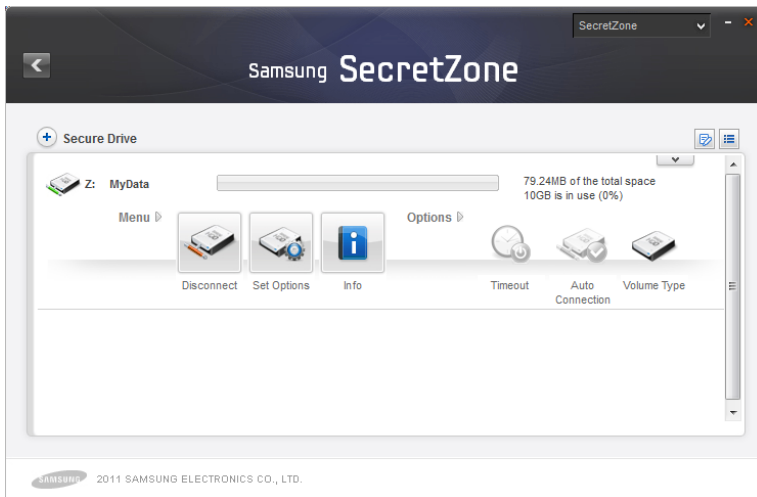 SecretZone
Samsung SecretZone
Secure Drive
Z: MyData
79.24MB of the total space
10GB is in use (0%)
Menu
Options
Disconnect
Set Options
Info
Timeout
Auto
Connection
Volume Type
SAMSUNG
2011 SAMSUNG ELECTRONICS CO., LTD.